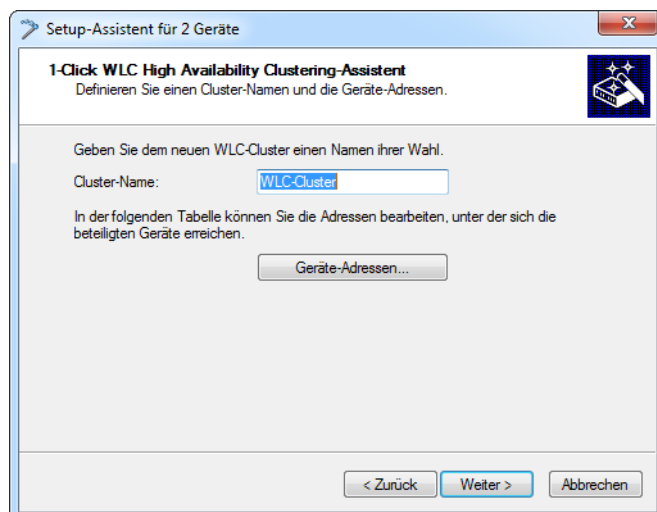 Setup-Assistent für 2 Geräte
1-Click WLC High Availability Clustering-Assistent
Definieren Sie einen Cluster-Namen und die Geräte-Adressen.
Geben Sie dem neuen WLC-Cluster einen Namen ihrer Wahl.
Cluster-Name: WLC-Cluster
In der folgenden Tabelle können Sie die Adressen bearbeiten, unter der sich die
beteiligten Geräte erreichen.
Geräte-Adressen...
< Zurück Weiter > Abbrechen